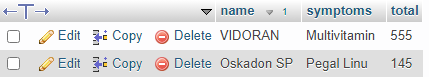 name 1 symptoms total
Edit Copy Delete VIDORAN Multivitamin 555
Edit Copy Delete Oskadon SP Pegal Linu 145